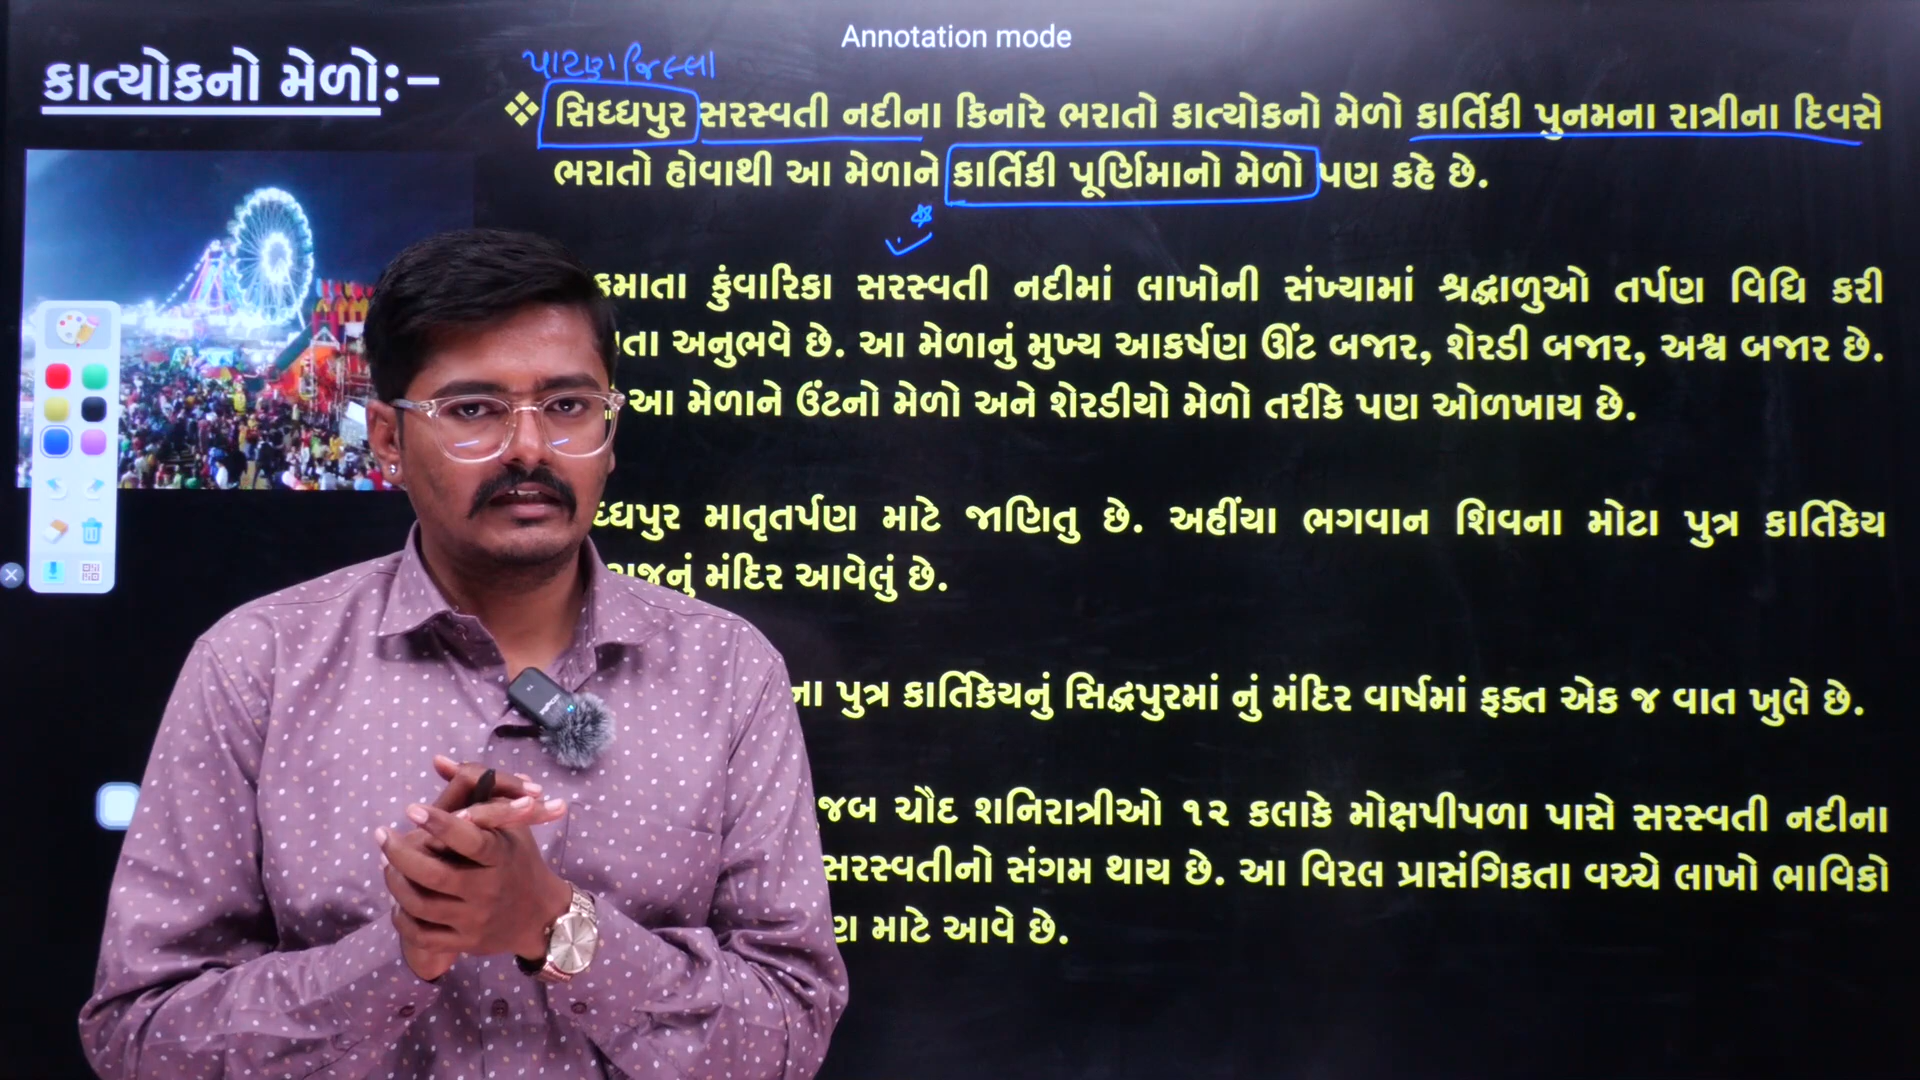 Annotation mode
કાત્યોકનો મેળો:–
પાટણ જિલ્લા
❖ સિધ્ધપુર સરસ્વતી નદીના કિનારે ભરાતો કાત્યોકનો મેળો કાર્તિકી પુનમના રાત્રીના દિવસે
ભરાતો હોવાથી આ મેળાને કાર્તિકી પૂર્ણિમાનો મેળો પણ કહે છે.
કુંવારિકા સરસ્વતી નદીમાં લાખોની સંખ્યામાં શ્રદ્ધાળુઓ તર્પણ વિધિ કરી
અનુભવે છે. આ મેળાનું મુખ્ય આકર્ષણ ઊંટ બજાર, શેરડી બજાર, અશ્વ બજાર છે.
આ મેળાને ઉંટનો મેળો અને શેરડીયો મેળો તરીકે પણ ઓળખાય છે.
માતૃતર્પણ માટે જાણિતુ છે. અહીંયા ભગવાન શિવના મોટા પુત્ર કાર્તિકેય
મંદિર આવેલું છે.
પુત્ર કાર્તિકેયનું સિદ્ધપુરમાં નું મંદિર વાર્ષમાં ફક્ત એક જ વાત ખુલે છે.
ચૌદ શનિરાત્રીઓ ૧૨ કલાકે મોક્ષપીપળા પાસે સરસ્વતી નદીના
સરસ્વતીનો સંગમ થાય છે. આ વિરલ પ્રાસંગિકતા વચ્ચે લાખો ભાવિકો
માટે આવે છે.